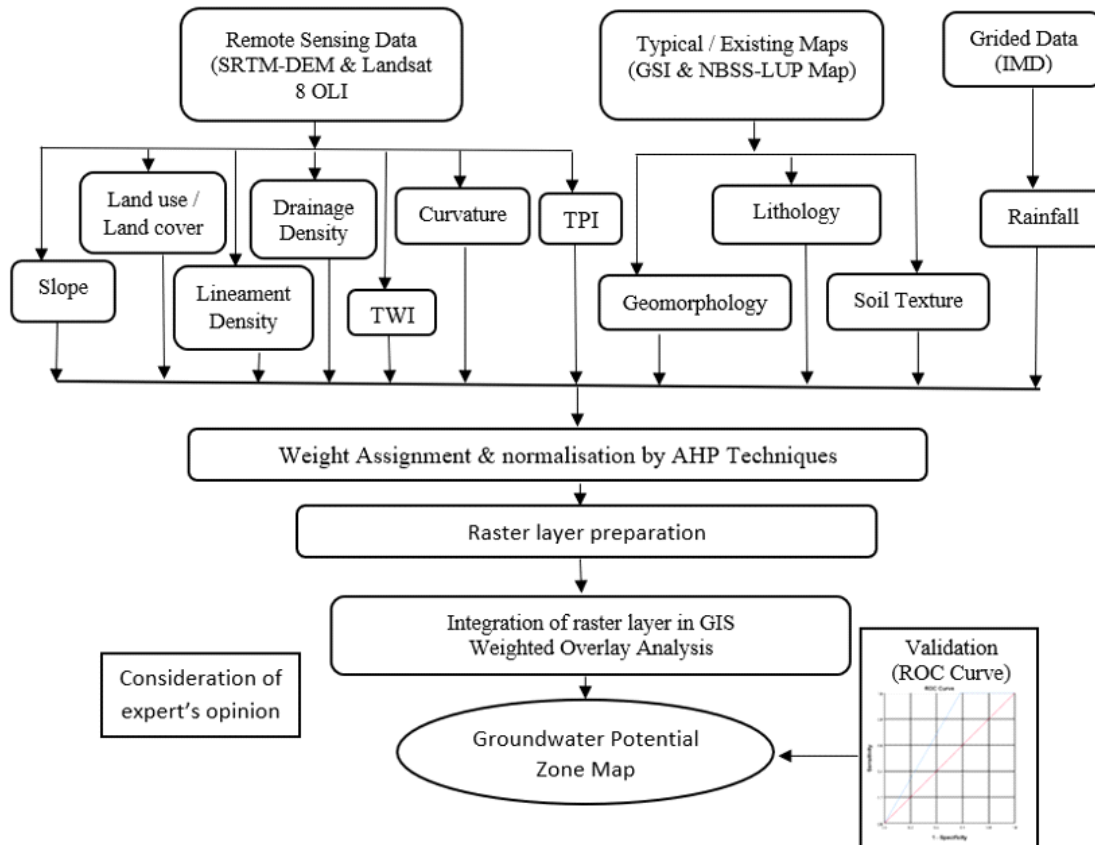 Remote Sensing Data
(SRTM-DEM & Landsat
8 OLI
Typical / Existing Maps
(GSI & NBSS-LUP Map)
Grided Data
(IMD)
Land use /
Land cover
Drainage
Density
Curvature
TPI
Lithology
Rainfall
Slope
Lineament
Density
TWI
Geomorphology
Soil Texture
Weight Assignment & normalisation by AHP Techniques
Raster layer preparation
Integration of raster layer in GIS
Weighted Overlay Analysis
Consideration of
expert's opinion
Groundwater Potential
Zone Map
Validation
(ROC Curve)
ROC Curve
Sensitivity
1 - Specificity